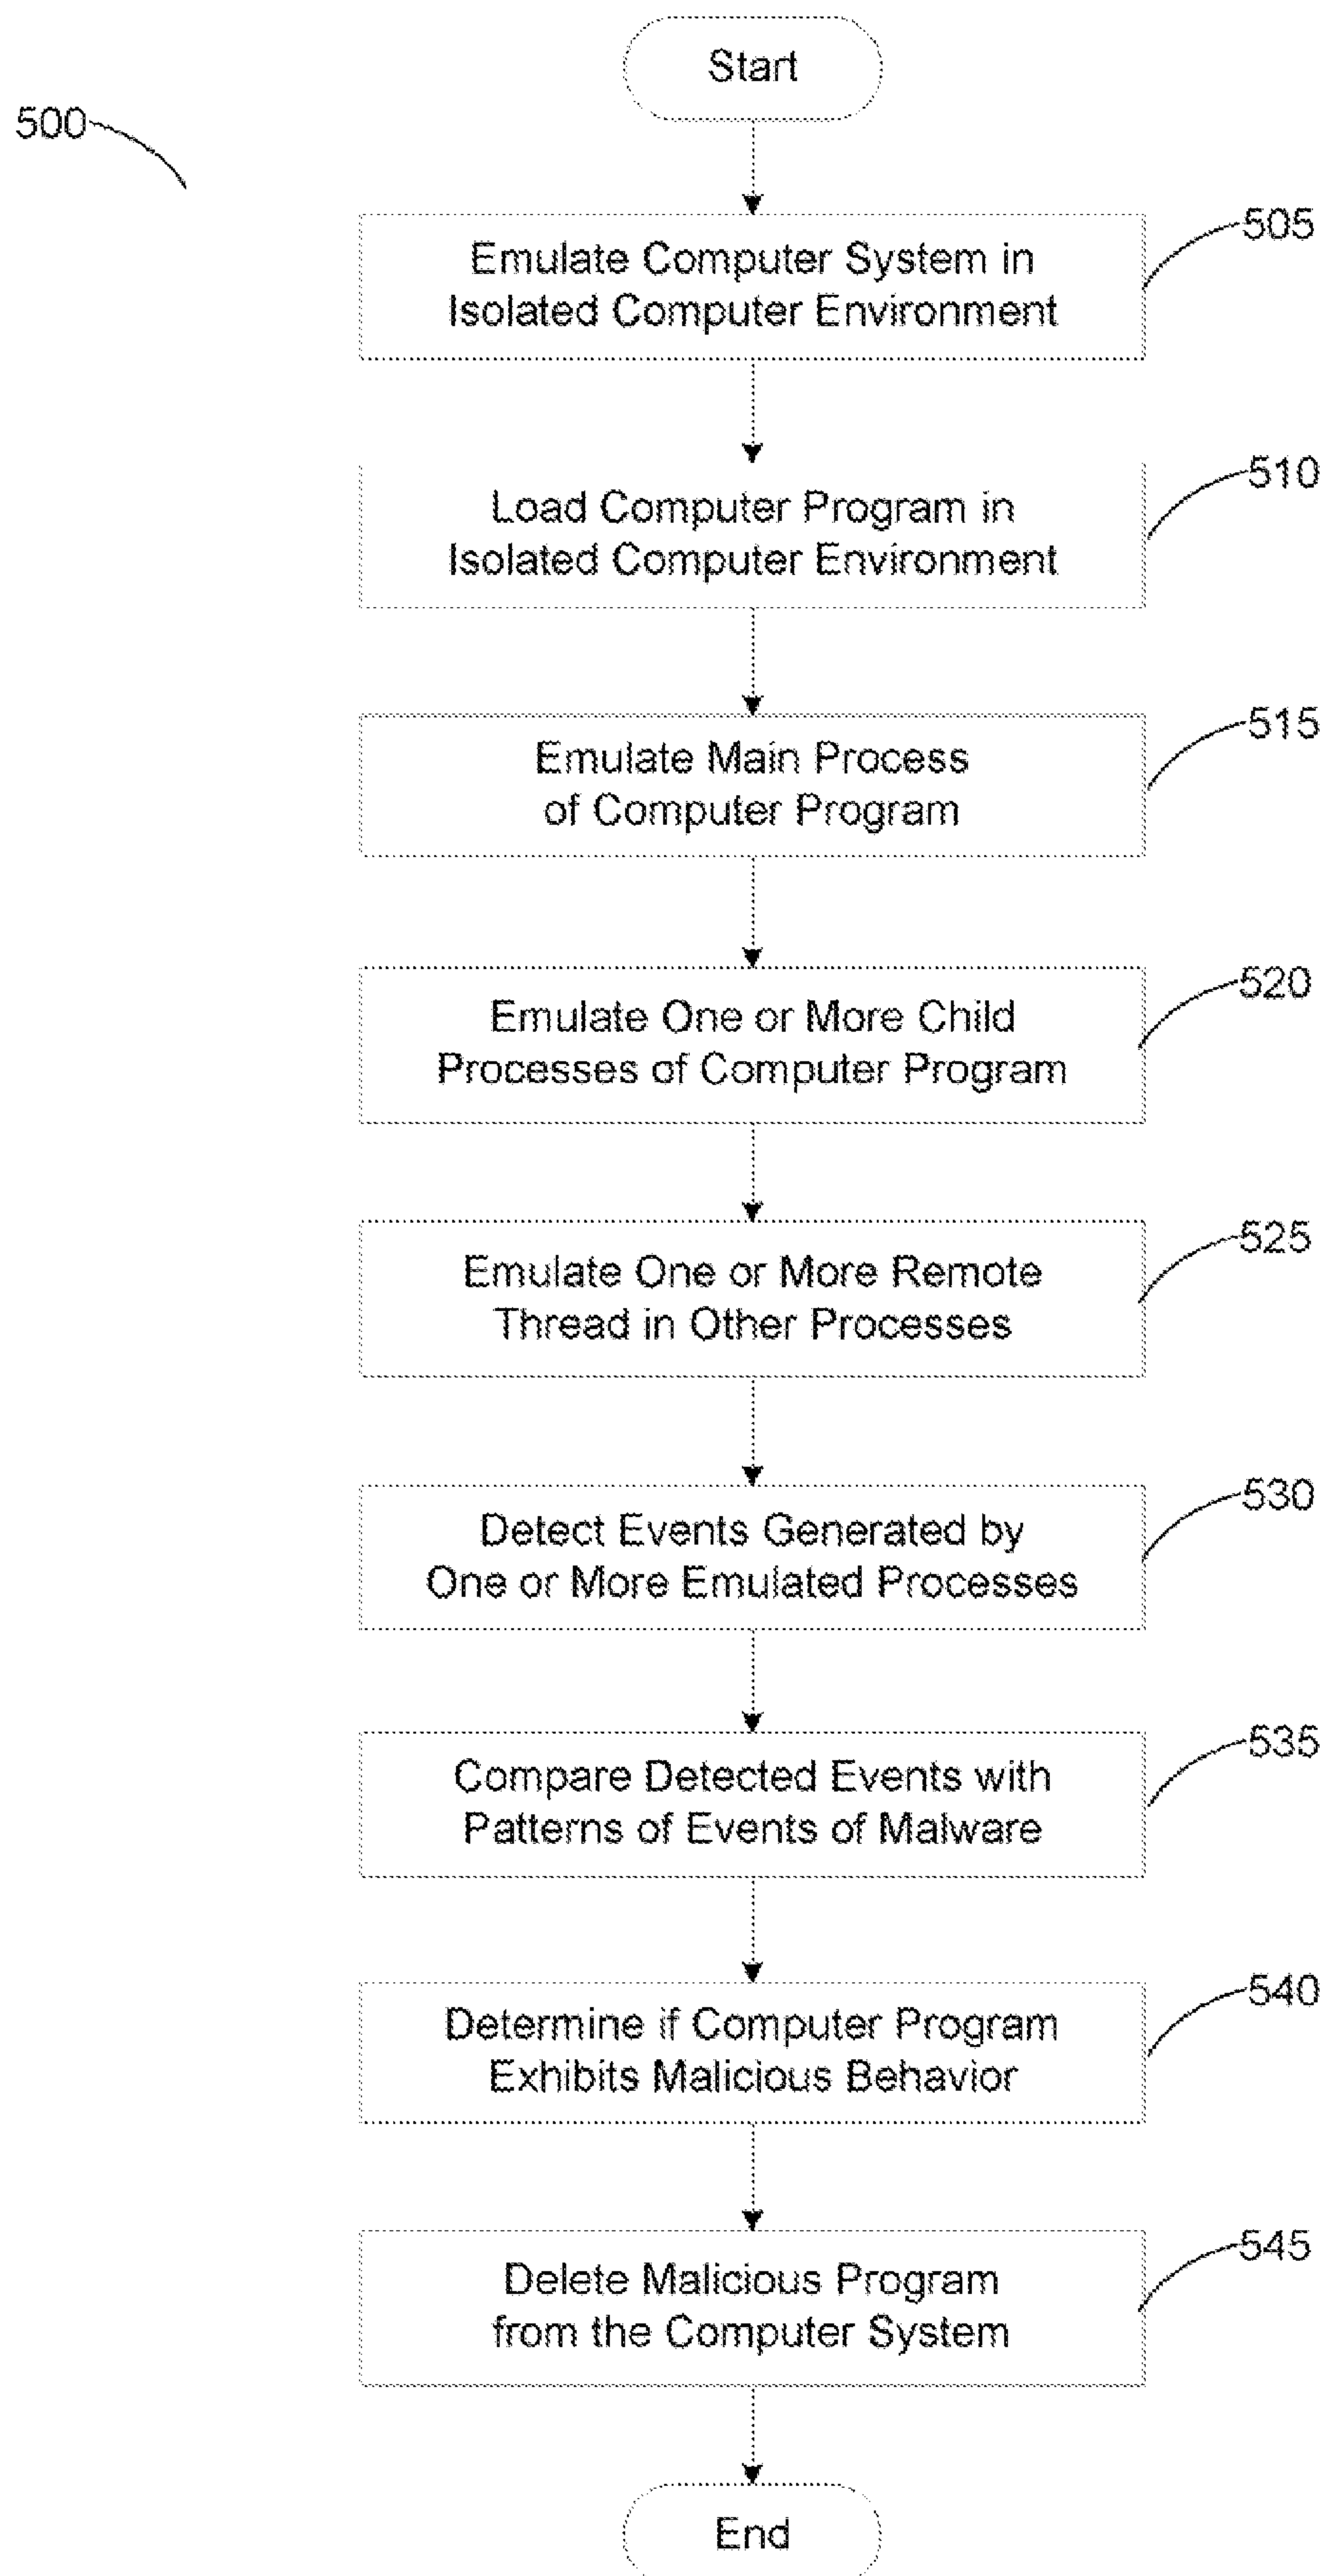 Start
500
Emulate Computer System in
Isolated Computer Environment
505
Load Computer Program in
Isolated Computer Environment
510
Emulate Main Process
of Computer Program
515
Emulate One or More Child
Processes of Computer Program
520
Emulate One or More Remote
Thread in Other Processes
525
Detect Events Generated by
One or More Emulated Processes
530
Compare Detected Events with
Patterns of Events of Malware
535
Determine if Computer Program
Exhibits Malicious Behavior
540
Delete Malicious Program
from the Computer System
545
End